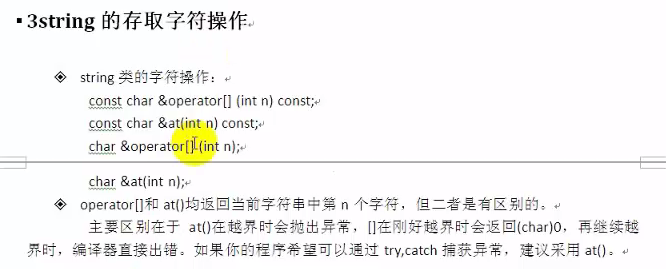 ▪ 3string 的存取字符操作↵
◈ string 类的字符操作：↵
const char &operator[] (int n) const;↵
const char &at(int n) const;↵
char &operator[] (int n);↵
char &at(int n);↵
◈ operator[]和 at()均返回当前字符串中第 n 个字符，但二者是有区别的。↵
主要区别在于 at()在越界时会抛出异常，[]在刚好越界时会返回(char)0，再继续越
界时，编译器直接出错。如果你的程序希望可以通过 try,catch 捕获异常，建议采用 at()。↵